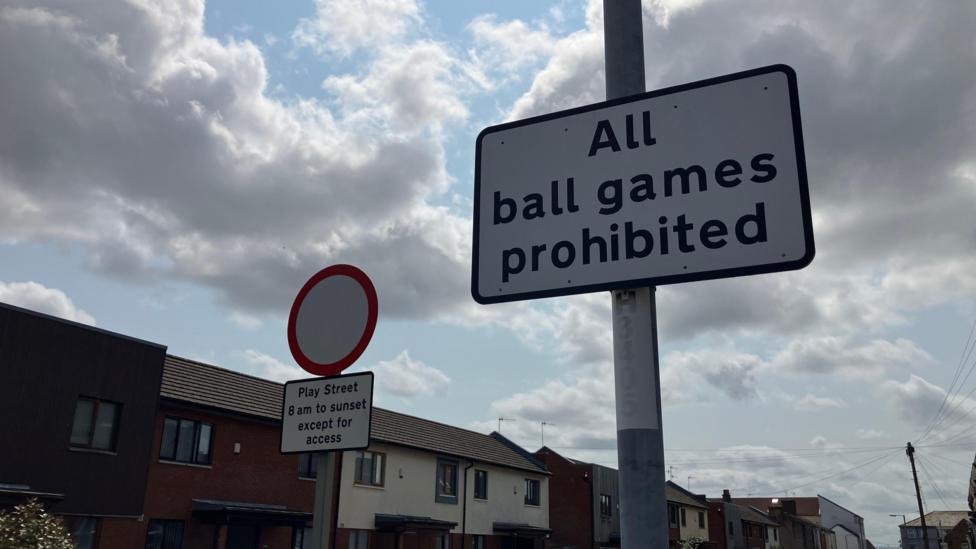 All
ball games
prohibited
Play Street
8 am to sunset
except for
access